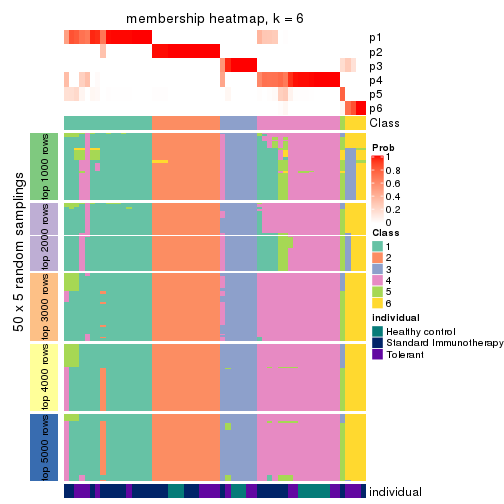 membership heatmap, k = 6
p1
p2
p3
p4
p5
p6
Class
50 x 5 random samplings
top 1000 rows
top 2000 rows
top 3000 rows
top 4000 rows
top 5000 rows
individual
Prob
1
0.8
0.6
0.4
0.2
0
Class
1
2
3
4
5
6
individual
Healthy control
Standard Immunotherapy
Tolerant